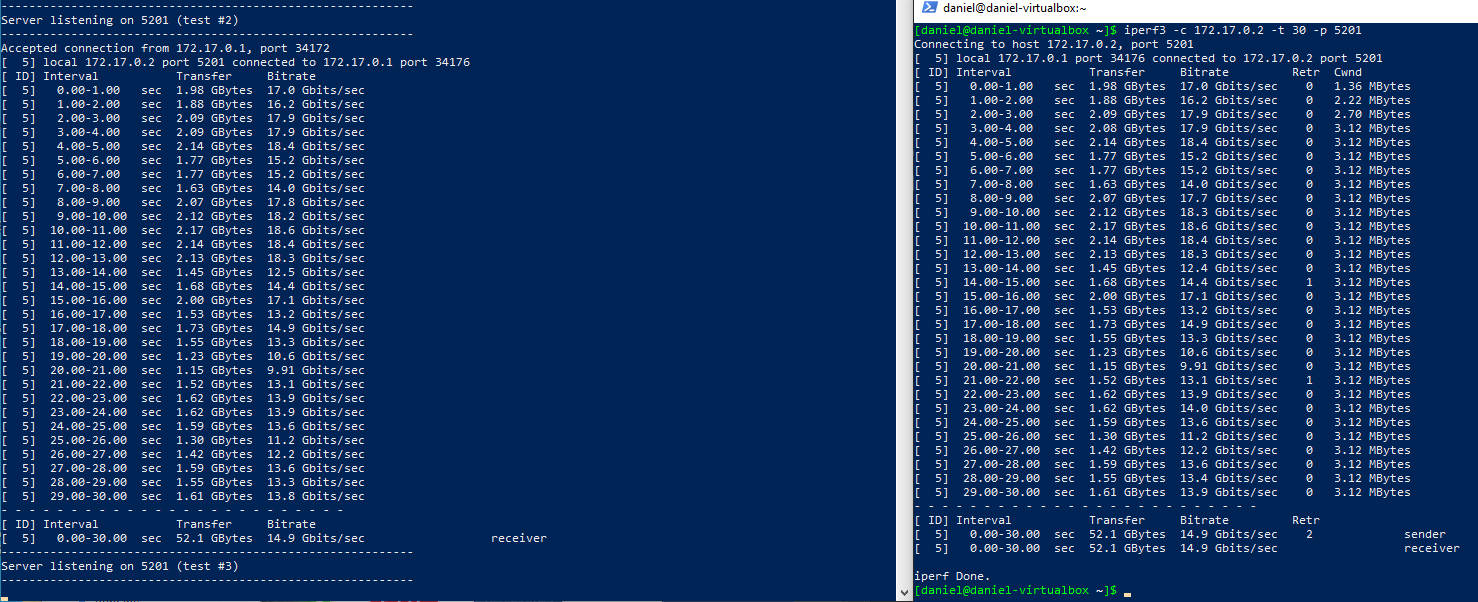 -----------------------------------------------------------
Server listening on 5201 (test #2)
-----------------------------------------------------------
Accepted connection from 172.17.0.1, port 34172
[  5] local 172.17.0.2 port 5201 connected to 172.17.0.1 port 34176
[ ID] Interval           Transfer     Bitrate
[  5]   0.00-1.00   sec  1.98 GBytes  17.0 Gbits/sec
[  5]   1.00-2.00   sec  1.88 GBytes  16.2 Gbits/sec
[  5]   2.00-3.00   sec  2.09 GBytes  17.9 Gbits/sec
[  5]   3.00-4.00   sec  2.09 GBytes  17.9 Gbits/sec
[  5]   4.00-5.00   sec  2.14 GBytes  18.4 Gbits/sec
[  5]   5.00-6.00   sec  1.77 GBytes  15.2 Gbits/sec
[  5]   6.00-7.00   sec  1.77 GBytes  15.2 Gbits/sec
[  5]   7.00-8.00   sec  1.63 GBytes  14.0 Gbits/sec
[  5]   8.00-9.00   sec  2.07 GBytes  17.8 Gbits/sec
[  5]   9.00-10.00  sec  2.12 GBytes  18.2 Gbits/sec
[  5]  10.00-11.00  sec  2.17 GBytes  18.6 Gbits/sec
[  5]  11.00-12.00  sec  2.14 GBytes  18.4 Gbits/sec
[  5]  12.00-13.00  sec  2.13 GBytes  18.3 Gbits/sec
[  5]  13.00-14.00  sec  1.45 GBytes  12.5 Gbits/sec
[  5]  14.00-15.00  sec  1.68 GBytes  14.4 Gbits/sec
[  5]  15.00-16.00  sec  2.00 GBytes  17.1 Gbits/sec
[  5]  16.00-17.00  sec  1.53 GBytes  13.2 Gbits/sec
[  5]  17.00-18.00  sec  1.73 GBytes  14.9 Gbits/sec
[  5]  18.00-19.00  sec  1.55 GBytes  13.3 Gbits/sec
[  5]  19.00-20.00  sec  1.23 GBytes  10.6 Gbits/sec
[  5]  20.00-21.00  sec  1.15 GBytes  9.91 Gbits/sec
[  5]  21.00-22.00  sec  1.52 GBytes  13.1 Gbits/sec
[  5]  22.00-23.00  sec  1.62 GBytes  13.9 Gbits/sec
[  5]  23.00-24.00  sec  1.62 GBytes  13.9 Gbits/sec
[  5]  24.00-25.00  sec  1.59 GBytes  13.6 Gbits/sec
[  5]  25.00-26.00  sec  1.30 GBytes  11.2 Gbits/sec
[  5]  26.00-27.00  sec  1.42 GBytes  12.2 Gbits/sec
[  5]  27.00-28.00  sec  1.59 GBytes  13.6 Gbits/sec
[  5]  28.00-29.00  sec  1.55 GBytes  13.3 Gbits/sec
[  5]  29.00-30.00  sec  1.61 GBytes  13.8 Gbits/sec
- - - - - - - - - - - - - - - - - - - - - - - - -
[ ID] Interval           Transfer     Bitrate
[  5]   0.00-30.00  sec  52.1 GBytes  14.9 Gbits/sec                  receiver
-----------------------------------------------------------
Server listening on 5201 (test #3)
-----------------------------------------------------------
daniel@daniel-virtualbox:~
[daniel@daniel-virtualbox ~]$ iperf3 -c 172.17.0.2 -t 30 -p 5201
Connecting to host 172.17.0.2, port 5201
[  5] local 172.17.0.1 port 34176 connected to 172.17.0.2 port 5201
[ ID] Interval           Transfer     Bitrate         Retr  Cwnd
[  5]   0.00-1.00   sec  1.98 GBytes  17.0 Gbits/sec    0   1.36 MBytes
[  5]   1.00-2.00   sec  1.88 GBytes  16.2 Gbits/sec    0   2.22 MBytes
[  5]   2.00-3.00   sec  2.09 GBytes  17.9 Gbits/sec    0   2.70 MBytes
[  5]   3.00-4.00   sec  2.08 GBytes  17.9 Gbits/sec    0   3.12 MBytes
[  5]   4.00-5.00   sec  2.14 GBytes  18.4 Gbits/sec    0   3.12 MBytes
[  5]   5.00-6.00   sec  1.77 GBytes  15.2 Gbits/sec    0   3.12 MBytes
[  5]   6.00-7.00   sec  1.77 GBytes  15.2 Gbits/sec    0   3.12 MBytes
[  5]   7.00-8.00   sec  1.63 GBytes  14.0 Gbits/sec    0   3.12 MBytes
[  5]   8.00-9.00   sec  2.07 GBytes  17.7 Gbits/sec    0   3.12 MBytes
[  5]   9.00-10.00  sec  2.12 GBytes  18.3 Gbits/sec    0   3.12 MBytes
[  5]  10.00-11.00  sec  2.17 GBytes  18.6 Gbits/sec    0   3.12 MBytes
[  5]  11.00-12.00  sec  2.14 GBytes  18.4 Gbits/sec    0   3.12 MBytes
[  5]  12.00-13.00  sec  2.13 GBytes  18.3 Gbits/sec    0   3.12 MBytes
[  5]  13.00-14.00  sec  1.45 GBytes  12.4 Gbits/sec    0   3.12 MBytes
[  5]  14.00-15.00  sec  1.68 GBytes  14.4 Gbits/sec    1   3.12 MBytes
[  5]  15.00-16.00  sec  2.00 GBytes  17.1 Gbits/sec    0   3.12 MBytes
[  5]  16.00-17.00  sec  1.53 GBytes  13.2 Gbits/sec    0   3.12 MBytes
[  5]  17.00-18.00  sec  1.73 GBytes  14.9 Gbits/sec    0   3.12 MBytes
[  5]  18.00-19.00  sec  1.55 GBytes  13.3 Gbits/sec    0   3.12 MBytes
[  5]  19.00-20.00  sec  1.23 GBytes  10.6 Gbits/sec    0   3.12 MBytes
[  5]  20.00-21.00  sec  1.15 GBytes  9.91 Gbits/sec    0   3.12 MBytes
[  5]  21.00-22.00  sec  1.52 GBytes  13.1 Gbits/sec    1   3.12 MBytes
[  5]  22.00-23.00  sec  1.62 GBytes  13.9 Gbits/sec    0   3.12 MBytes
[  5]  23.00-24.00  sec  1.62 GBytes  14.0 Gbits/sec    0   3.12 MBytes
[  5]  24.00-25.00  sec  1.59 GBytes  13.6 Gbits/sec    0   3.12 MBytes
[  5]  25.00-26.00  sec  1.30 GBytes  11.2 Gbits/sec    0   3.12 MBytes
[  5]  26.00-27.00  sec  1.42 GBytes  12.2 Gbits/sec    0   3.12 MBytes
[  5]  27.00-28.00  sec  1.59 GBytes  13.6 Gbits/sec    0   3.12 MBytes
[  5]  28.00-29.00  sec  1.55 GBytes  13.4 Gbits/sec    0   3.12 MBytes
[  5]  29.00-30.00  sec  1.61 GBytes  13.9 Gbits/sec    0   3.12 MBytes
- - - - - - - - - - - - - - - - - - - - - - - - -
[ ID] Interval           Transfer     Bitrate         Retr
[  5]   0.00-30.00  sec  52.1 GBytes  14.9 Gbits/sec    2             sender
[  5]   0.00-30.00  sec  52.1 GBytes  14.9 Gbits/sec                  receiver
iperf Done.
[daniel@daniel-virtualbox ~]$